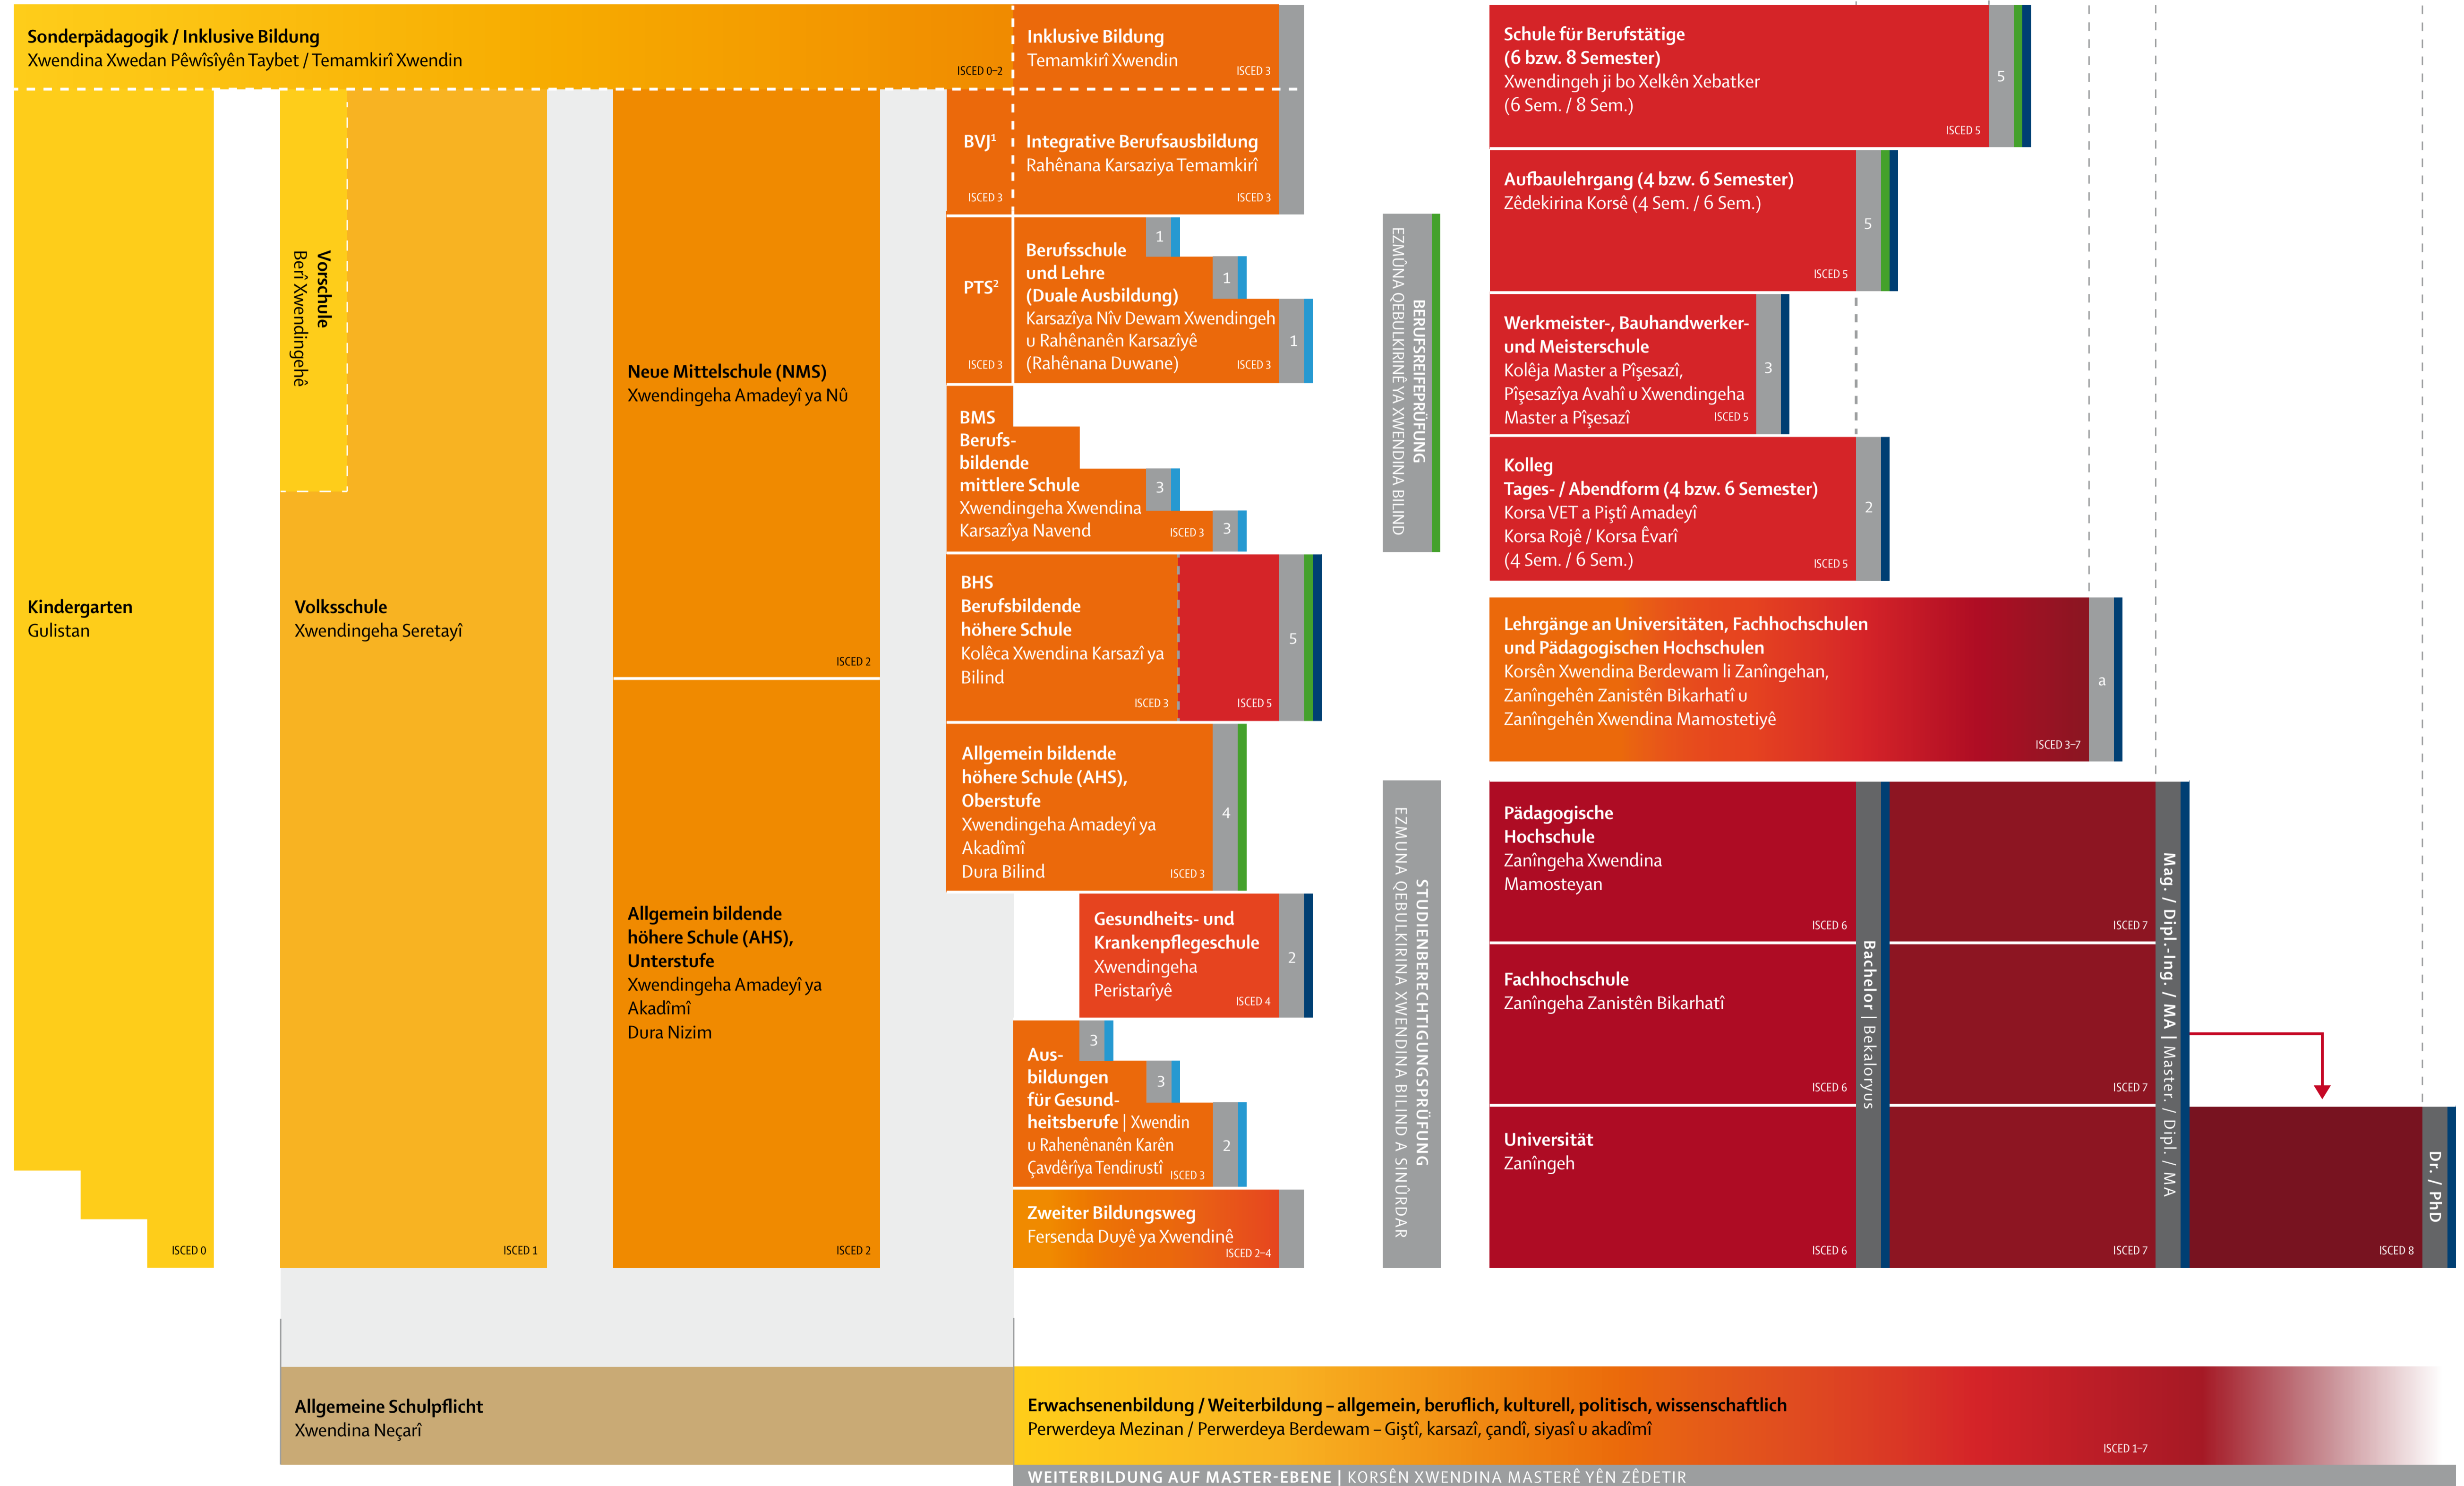 Sonderpädagogik / Inklusive Bildung
Xwendina Xwedan Pêwîsîyên Taybet / Temamkirî Xwendin
ISCED 0–2
Inklusive Bildung
Temamkirî Xwendin
ISCED 3
Kindergarten
Gulistan
ISCED 0
Vorschule
Berî Xwendingehê
Volksschule
Xwendingeha Seretayî
ISCED 1
Neue Mittelschule (NMS)
Xwendingeha Amadeyî ya Nû
ISCED 2
Allgemein bildende
höhere Schule (AHS),
Unterstufe
Xwendingeha Amadeyî ya
Akadîmî
Dura Nizim
ISCED 2
BVJ¹
ISCED 3
Integrative Berufsausbildung
Rahênana Karsaziya Temamkirî
ISCED 3
PTS²
ISCED 3
Berufsschule
und Lehre
(Duale Ausbildung)
Karsazîya Nîv Dewam Xwendingeh
u Rahênanên Karsazîyê
(Rahênana Duwane)
ISCED 3
1
1
1
BMS
Berufs-
bildende
mittlere Schule
Xwendingeha Xwendina
Karsazîya Navend
ISCED 3
3
3
BHS
Berufsbildende
höhere Schule
Kolêca Xwendina Karsazî ya
Bilind
ISCED 3
ISCED 5
5
Allgemein bildende
höhere Schule (AHS),
Oberstufe
Xwendingeha Amadeyî ya
Akadîmî
Dura Bilind
ISCED 3
4
Gesundheits- und
Krankenpflegeschule
Xwendingeha
Peristarîyê
ISCED 4
2
Aus-
bildungen
für Gesund-
heitsberufe | Xwendin
u Rahenênanên Karên
Çavdêrîya Tendirustî
ISCED 3
3
3
2
Zweiter Bildungsweg
Fersenda Duyê ya Xwendinê
ISCED 2–4
BERUFSREIFEPRÜFUNG
EZMÛNA QEBULKIRINÊ YA XWENDINA BILIND
STUDIENBERECHTIGUNGSPRÜFUNG
EZMUNA QEBULKIRINA XWENDINA BILIND A SINÛRDAR
Schule für Berufstätige
(6 bzw. 8 Semester)
Xwendingeh ji bo Xelkên Xebatker
(6 Sem. / 8 Sem.)
ISCED 5
5
Aufbaulehrgang (4 bzw. 6 Semester)
Zêdekirina Korsê (4 Sem. / 6 Sem.)
ISCED 5
5
Werkmeister-, Bauhandwerker-
und Meisterschule
Kolêja Master a Pîşesazî,
Pîşesazîya Avahî u Xwendingeha
Master a Pîşesazî
ISCED 5
3
Kolleg
Tages- / Abendform (4 bzw. 6 Semester)
Korsa VET a Piştî Amadeyî
Korsa Rojê / Korsa Êvarî
(4 Sem. / 6 Sem.)
ISCED 5
2
Lehrgänge an Universitäten, Fachhochschulen
und Pädagogischen Hochschulen
Korsên Xwendina Berdewam li Zanîngehan,
Zanîngehên Zanistên Bikarhatî u
Zanîngehên Xwendina Mamostetiyê
ISCED 3–7
a
Pädagogische
Hochschule
Zanîngeha Xwendina
Mamosteyan
ISCED 6
ISCED 7
Fachhochschule
Zanîngeha Zanistên Bikarhatî
ISCED 6
ISCED 7
Universität
Zanîngeh
ISCED 6
ISCED 7
ISCED 8
Bachelor | Bekaloryus
Mag. / Dipl.-Ing. / MA | Master. / Dipl. / MA
Dr. / PhD
Allgemeine Schulpflicht
Xwendina Neçarî
Erwachsenenbildung / Weiterbildung – allgemein, beruflich, kulturell, politisch, wissenschaftlich
Perwerdeya Mezinan / Perwerdeya Berdewam – Giştî, karsazî, çandî, siyasî u akadîmî
ISCED 1–7
WEITERBILDUNG AUF MASTER-EBENE | KORSÊN XWENDINA MASTERÊ YÊN ZÊDETIR